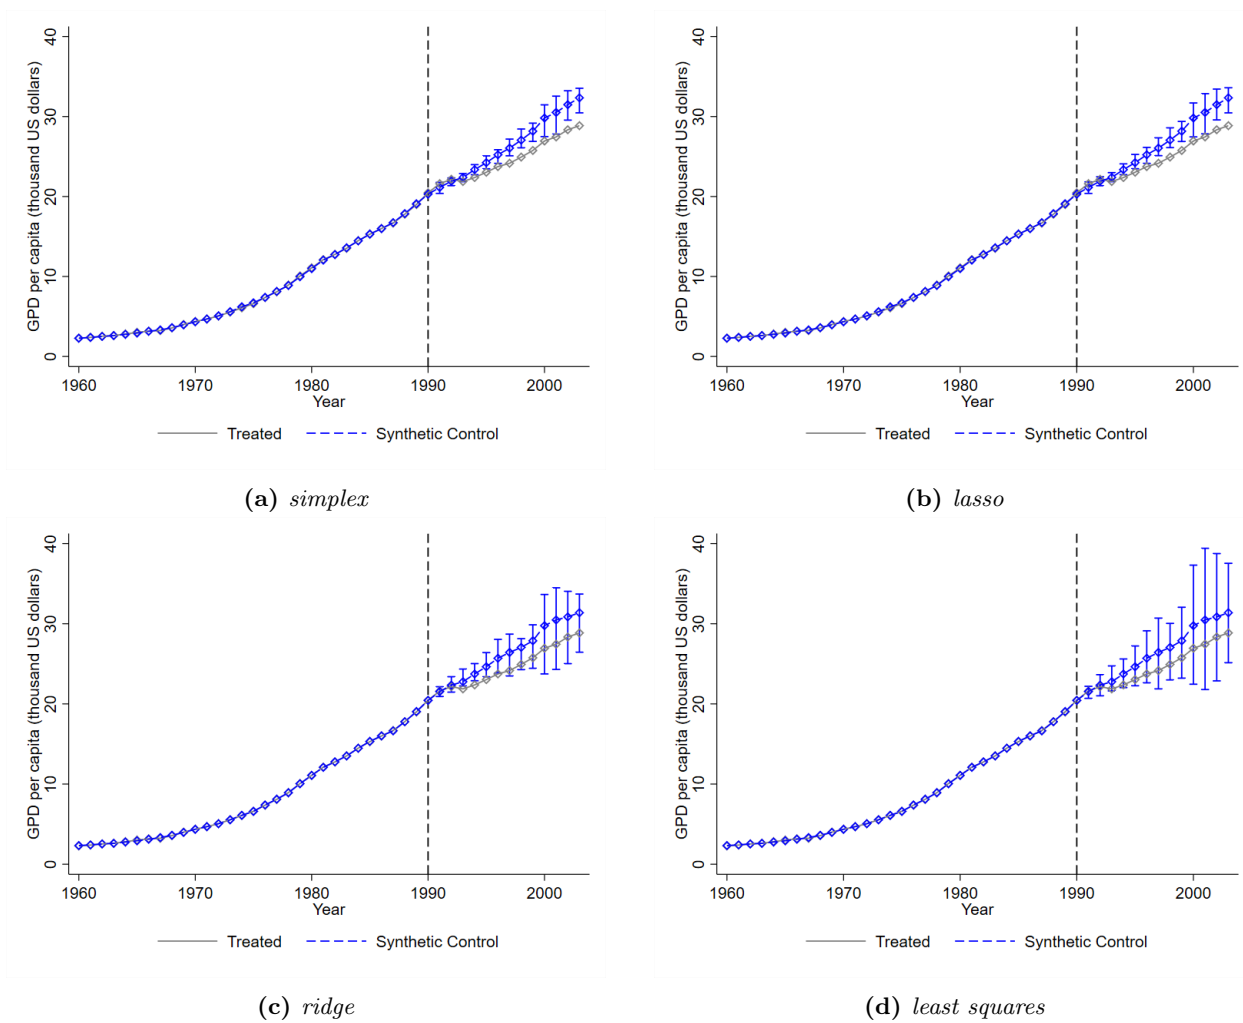 GPD per capita (thousand US dollars)
40
30
20
10
0
1960 1970 1980 1990 2000
Year
Treated Synthetic Control
(a) simplex
GPD per capita (thousand US dollars)
40
30
20
10
0
1960 1970 1980 1990 2000
Year
Treated Synthetic Control
(b) lasso
GPD per capita (thousand US dollars)
40
30
20
10
0
1960 1970 1980 1990 2000
Year
Treated Synthetic Control
(c) ridge
GPD per capita (thousand US dollars)
40
30
20
10
0
1960 1970 1980 1990 2000
Year
Treated Synthetic Control
(d) least squares